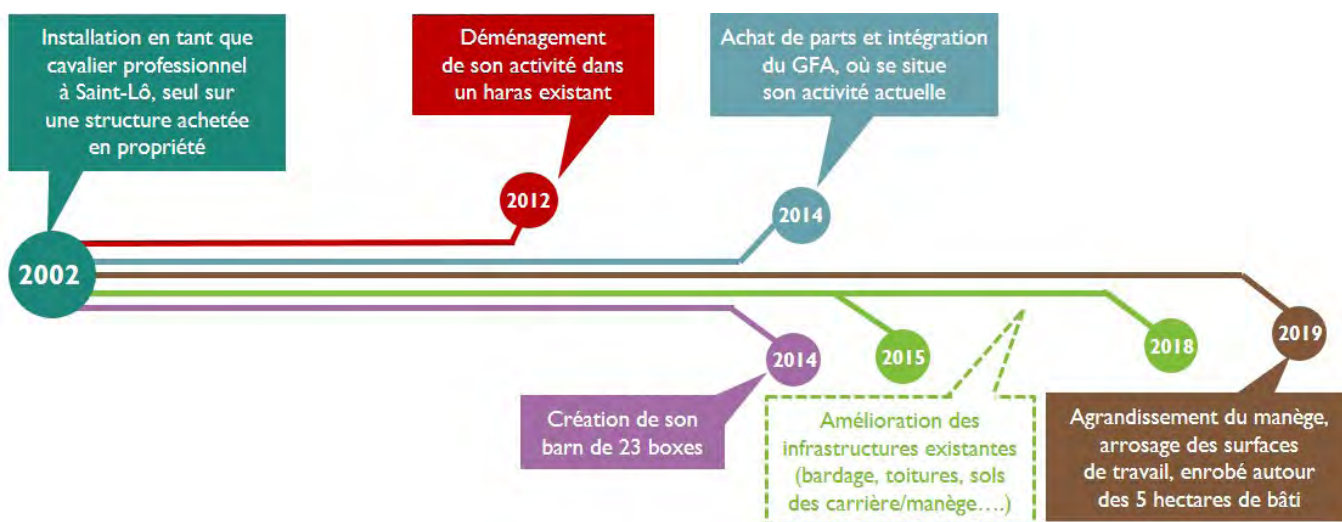 Installation en tant que
cavalier professionnel
à Saint-Lô, seul sur
une structure achetée
en propriété
Déménagement
de son activité dans
un haras existant
Achat de parts et intégration
du GFA, où se situe
son activité actuelle
2012
2014
2002
2014
2015
2018
2019
Création de son
barn de 23 boxes
Amélioration des
infrastructures existantes
(bardage, toitures, sols
des carrière/manège....)
Agrandissement du manège,
arrosage des surfaces
de travail, enrobé autour
des 5 hectares de bâti